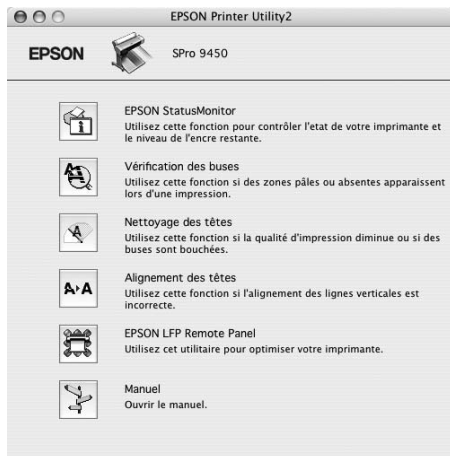 EPSON Printer Utility2
EPSON SPro 9450
EPSON StatusMonitor
Utilisez cette fonction pour contrôler l'etat de votre imprimante et
le niveau de l'encre restante.
Vérification des buses
Utilisez cette fonction si des zones pâles ou absentes apparaissent
lors d'une impression.
Nettoyage des têtes
Utilisez cette fonction si la qualité d'impression diminue ou si des
buses sont bouchées.
Alignement des têtes
Utilisez cette fonction si l'alignement des lignes verticales est
incorrecte.
EPSON LFP Remote Panel
Utilisez cet utilitaire pour optimiser votre imprimante.
Manuel
Ouvrir le manuel.